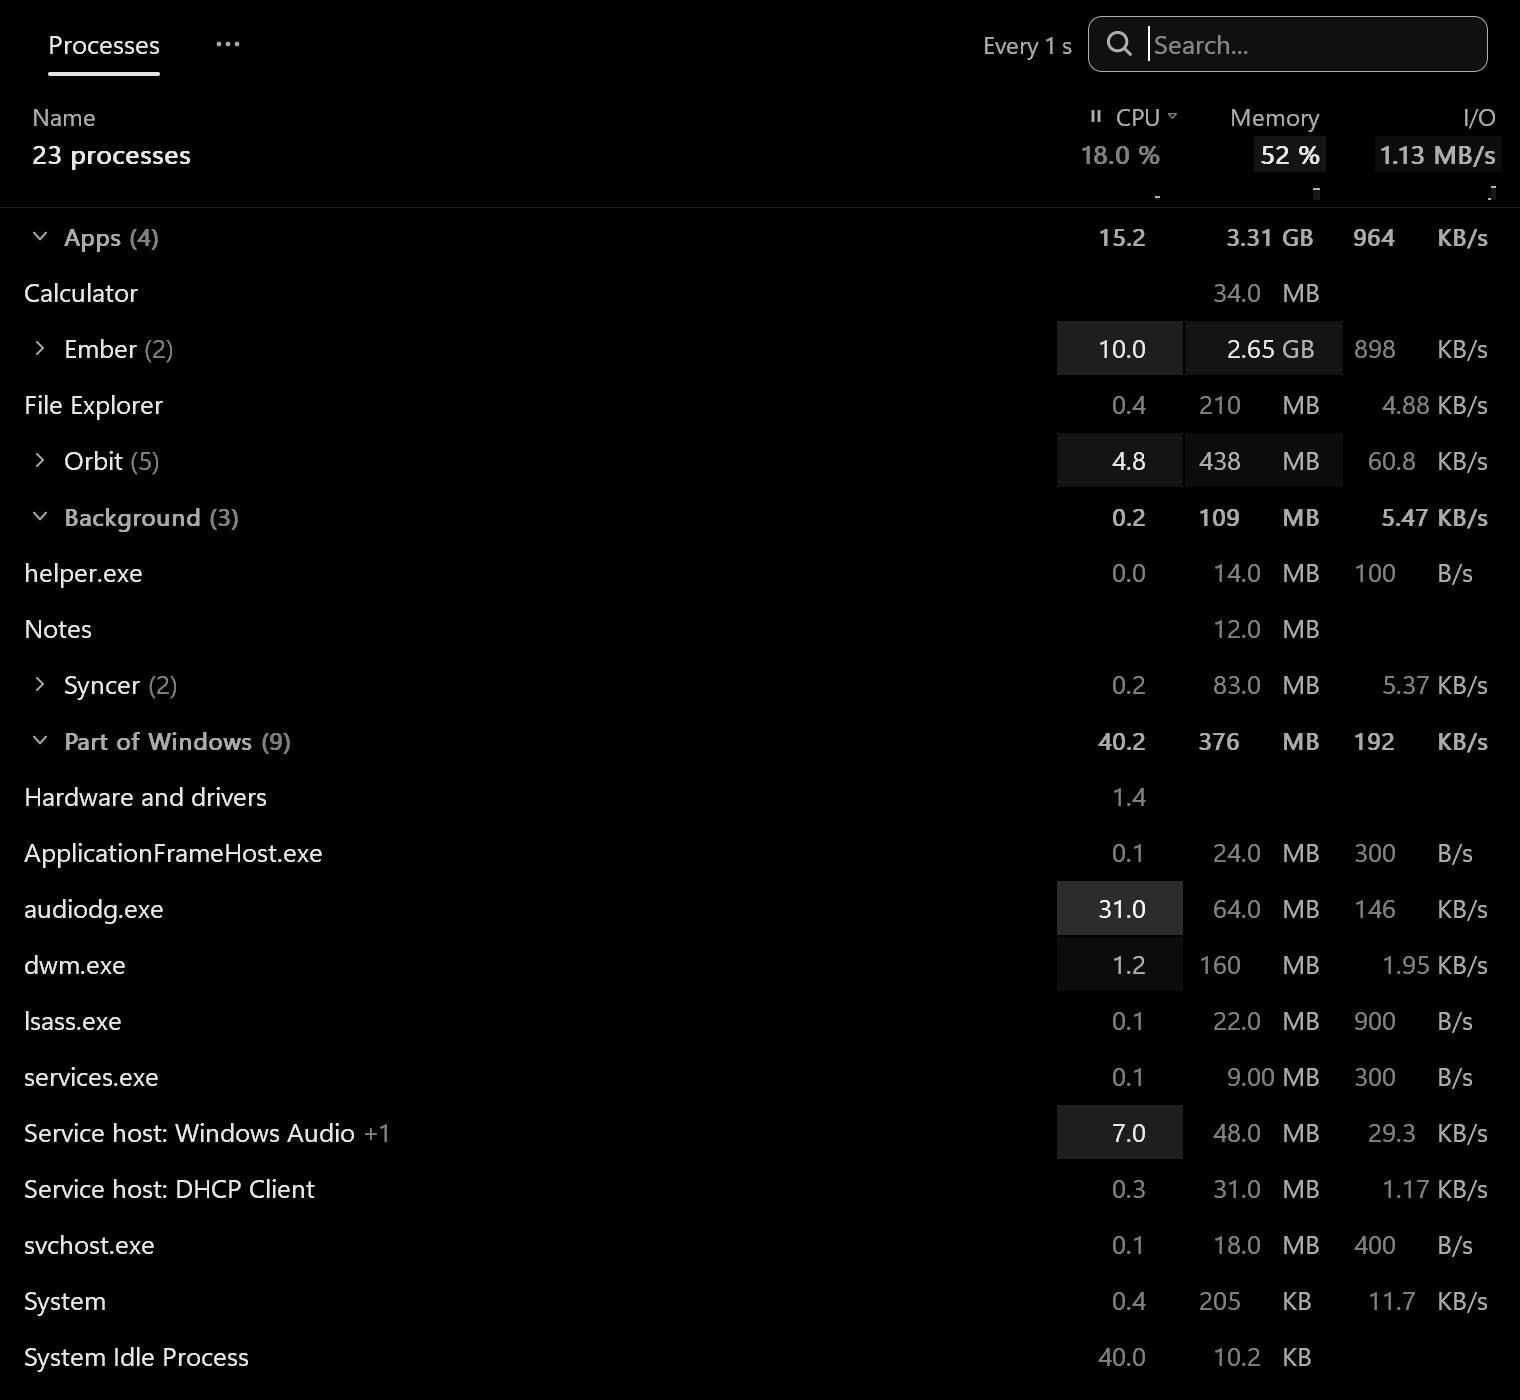 Processes ··· Every 1 s Search...
Name CPU Memory I/O
23 processes 18.0 % 52 % 1.13 MB/s
Apps (4) 15.2 3.31 GB 964 KB/s
Calculator 34.0 MB
Ember (2) 10.0 2.65 GB 898 KB/s
File Explorer 0.4 210 MB 4.88 KB/s
Orbit (5) 4.8 438 MB 60.8 KB/s
Background (3) 0.2 109 MB 5.47 KB/s
helper.exe 0.0 14.0 MB 100 B/s
Notes 12.0 MB
Syncer (2) 0.2 83.0 MB 5.37 KB/s
Part of Windows (9) 40.2 376 MB 192 KB/s
Hardware and drivers 1.4
ApplicationFrameHost.exe 0.1 24.0 MB 300 B/s
audiodg.exe 31.0 64.0 MB 146 KB/s
dwm.exe 1.2 160 MB 1.95 KB/s
lsass.exe 0.1 22.0 MB 900 B/s
services.exe 0.1 9.00 MB 300 B/s
Service host: Windows Audio +1 7.0 48.0 MB 29.3 KB/s
Service host: DHCP Client 0.3 31.0 MB 1.17 KB/s
svchost.exe 0.1 18.0 MB 400 B/s
System 0.4 205 KB 11.7 KB/s
System Idle Process 40.0 10.2 KB